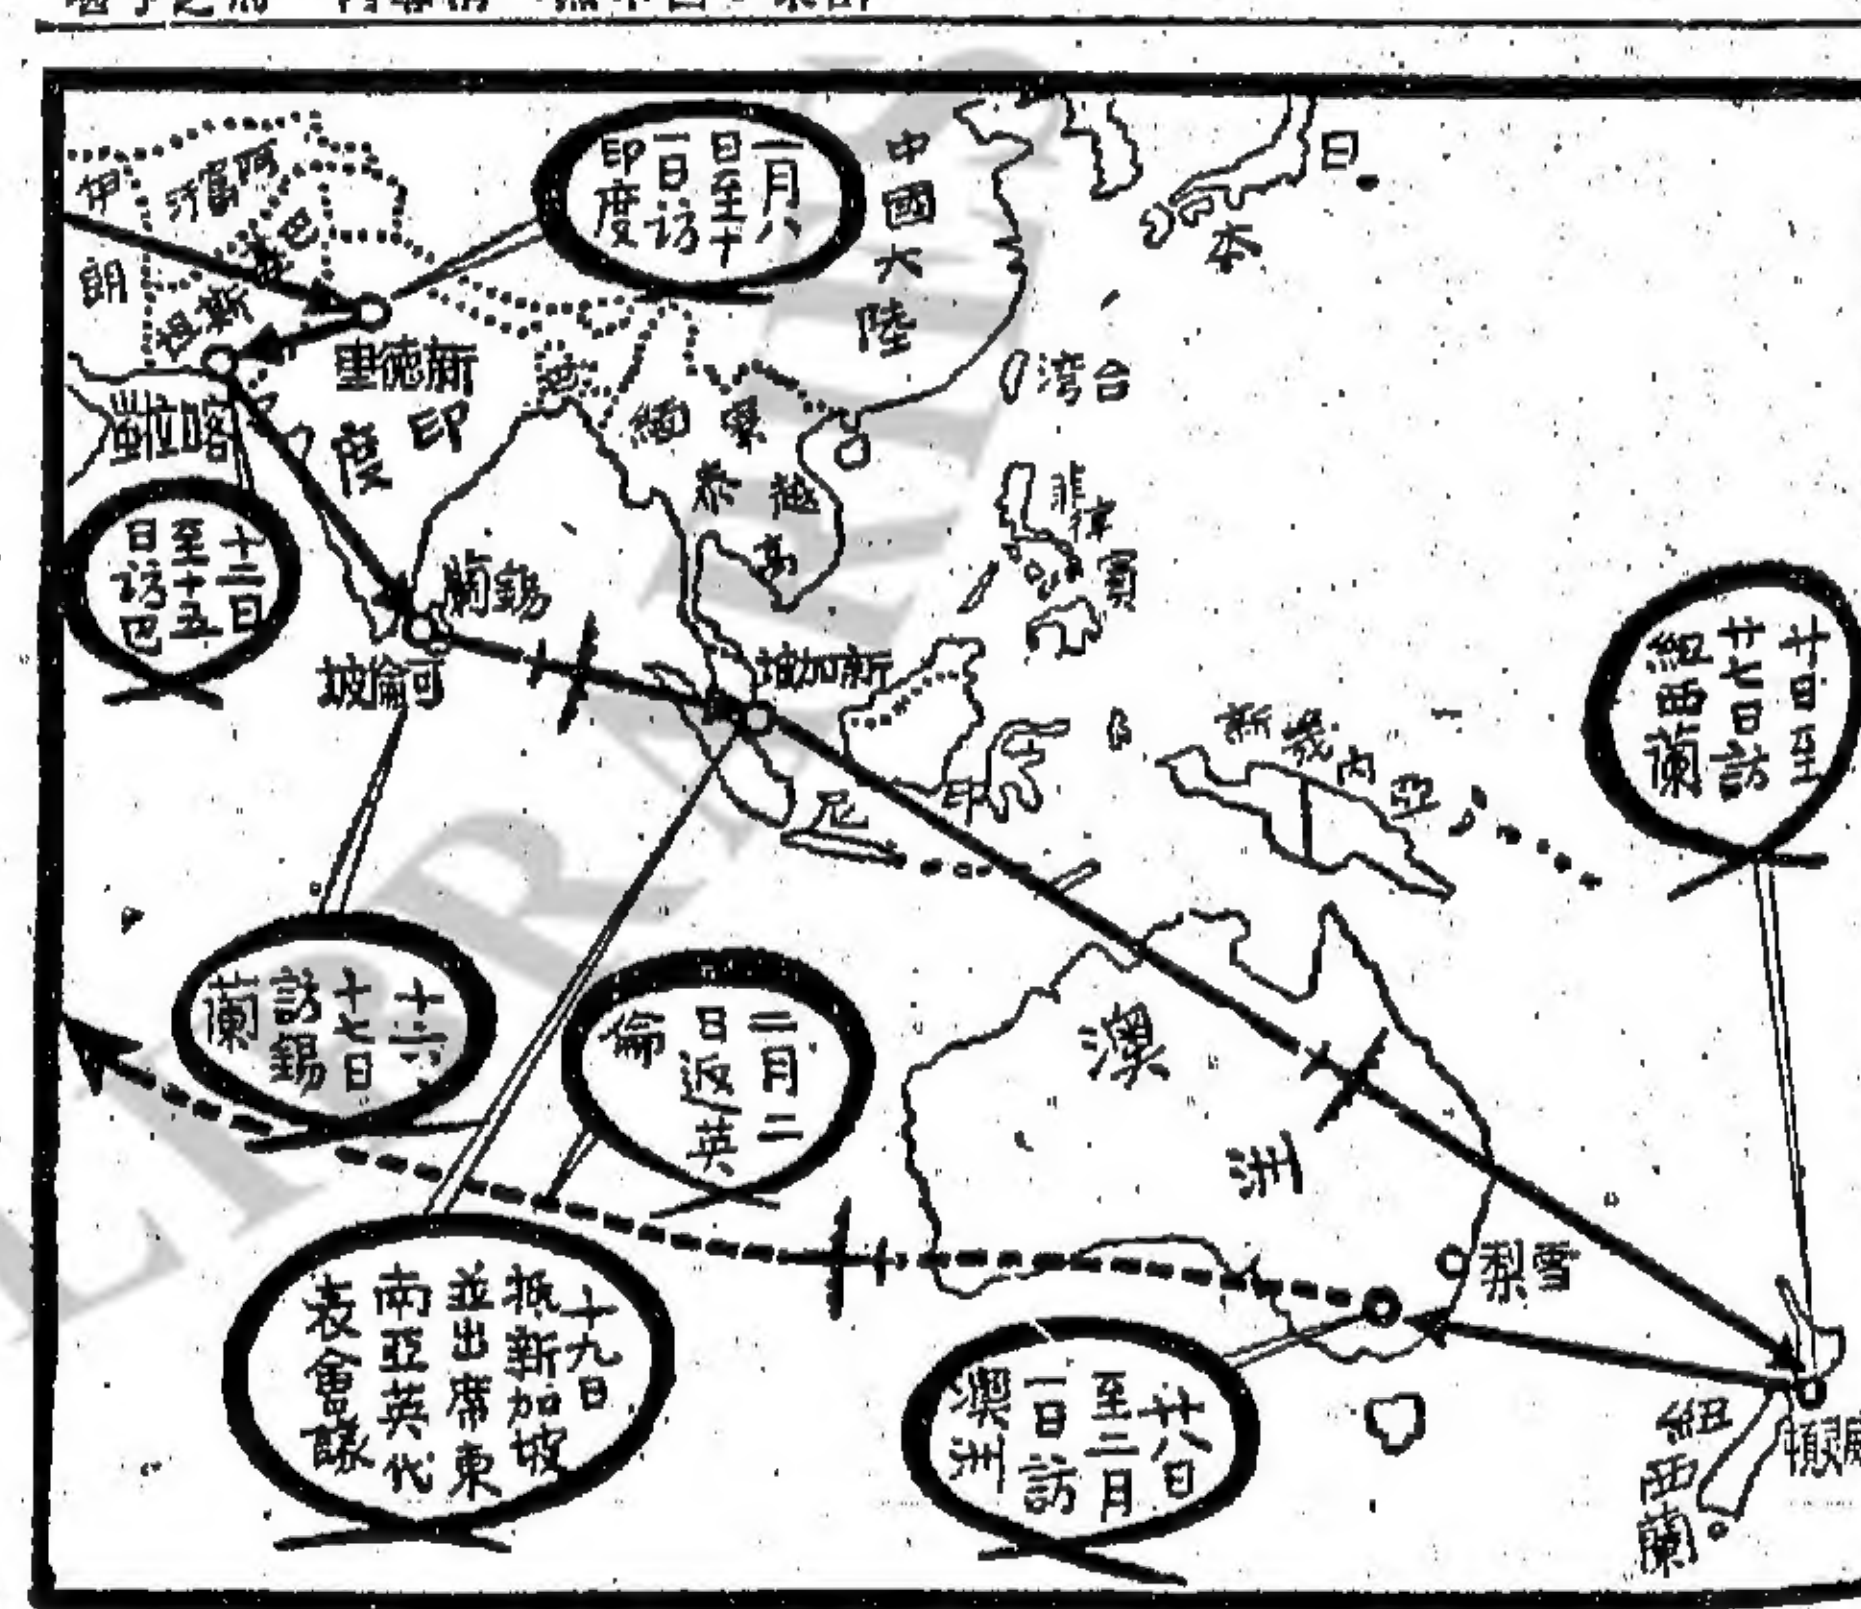 一月八
日至十
一日訪
印度
中國大陸
日本
伊朗
阿富汗
巴基斯坦
新德里
印度
喀拉蚩
台灣
緬
寮
泰
越
高
菲律賓
十二日
至十五
日訪巴
錫蘭
哥倫坡
新加坡
印尼
新幾內亞
廿日至
廿七日訪
紐西蘭
十六
十七日
訪錫
蘭
二月二
日返英
倫
澳洲
雪梨
十九日
抵新加坡
並出席東
南亞英代
表會議
廿八日
至二月
一日訪
澳洲
紐西蘭